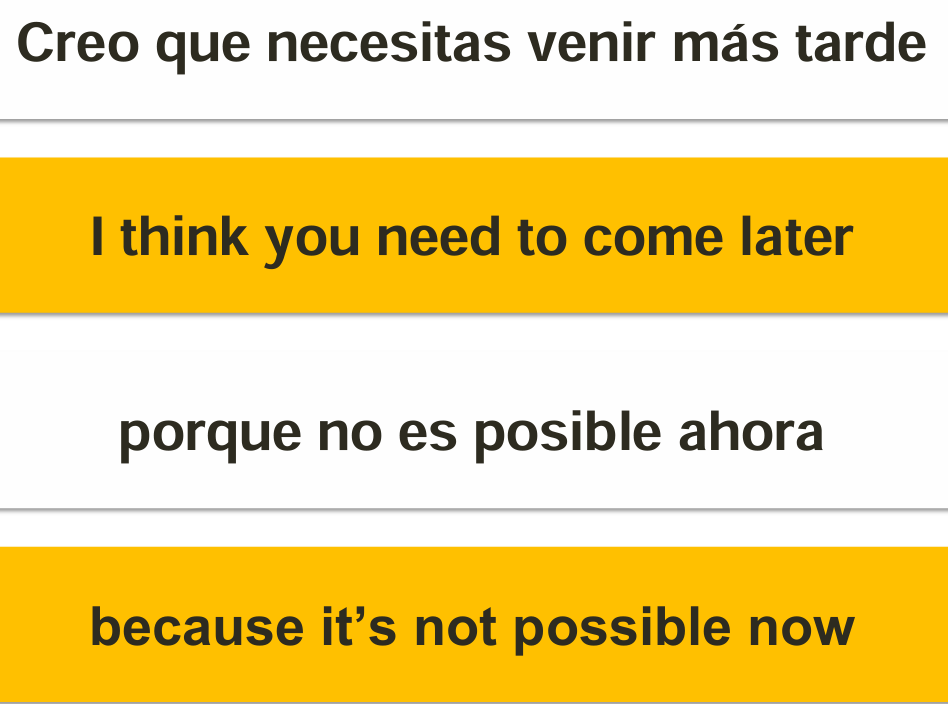 Creo que necesitas venir más tarde
I think you need to come later
porque no es posible ahora
because it’s not possible now